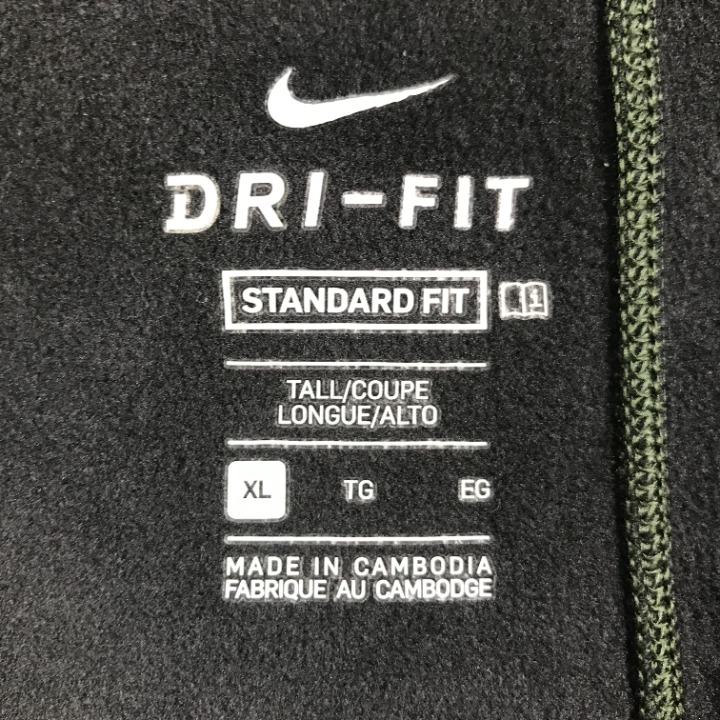 DRI-FIT
STANDARD FIT i
TALL/COUPE
LONGUE/ALTO
XL TG EG
MADE IN CAMBODIA
FABRIQUE AU CAMBODGE